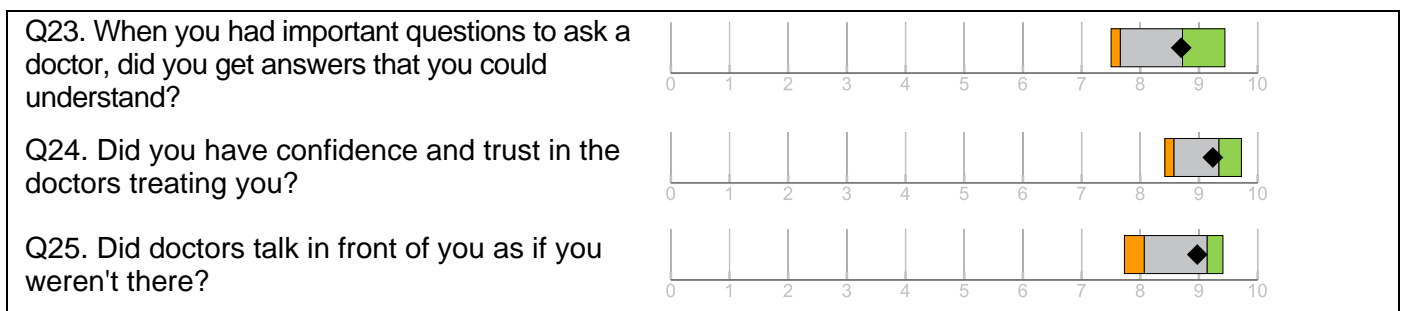 Q23. When you had important questions to ask a
doctor, did you get answers that you could
understand?
0 1 2 3 4 5 6 7 8 9 10
Q24. Did you have confidence and trust in the
doctors treating you?
0 1 2 3 4 5 6 7 8 9 10
Q25. Did doctors talk in front of you as if you
weren't there?
0 1 2 3 4 5 6 7 8 9 10